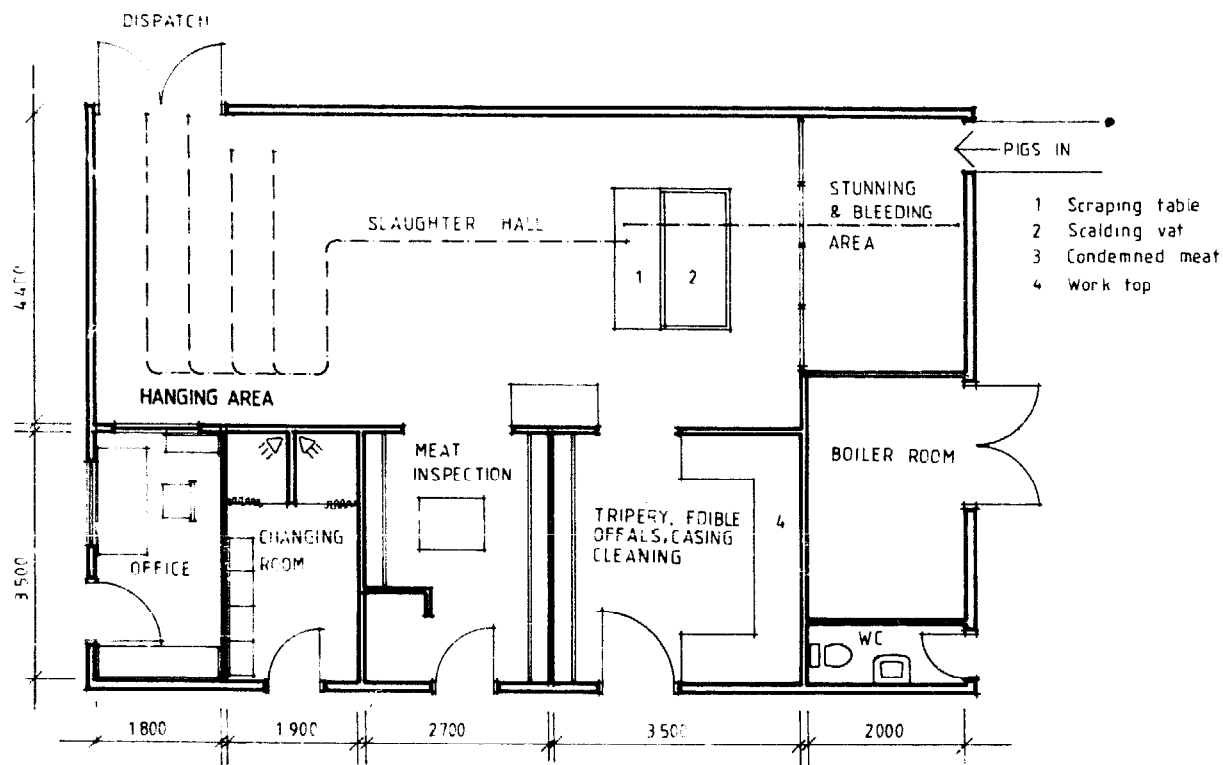 DISPATCH
PIGS IN
STUNNING
& BLEEDING
AREA
SLAUGHTER HALL
1
2
1 Scraping table
2 Scalding vat
3 Condemned meat
4 Work top
4400
HANGING AREA
MEAT
INSPECTION
BOILER ROOM
TRIPERY, EDIBLE
OFFALS, CASING
CLEANING
4
CHANGING
ROOM
OFFICE
3500
WC
1800
1900
2700
3500
2000